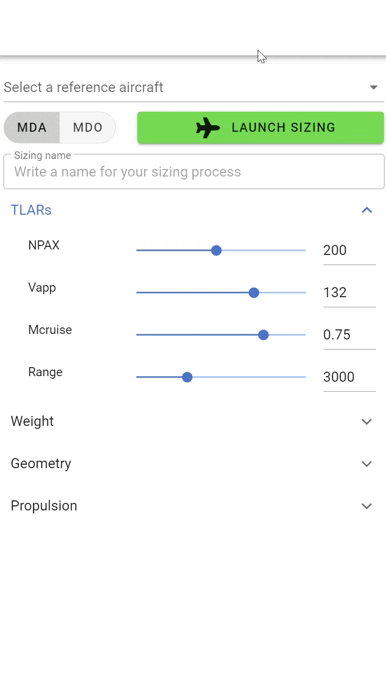 Select a reference aircraft
MDA MDO LAUNCH SIZING
Sizing name
Write a name for your sizing process
TLARs
NPAX 200
Vapp 132
Mcruise 0.75
Range 3000
Weight
Geometry
Propulsion